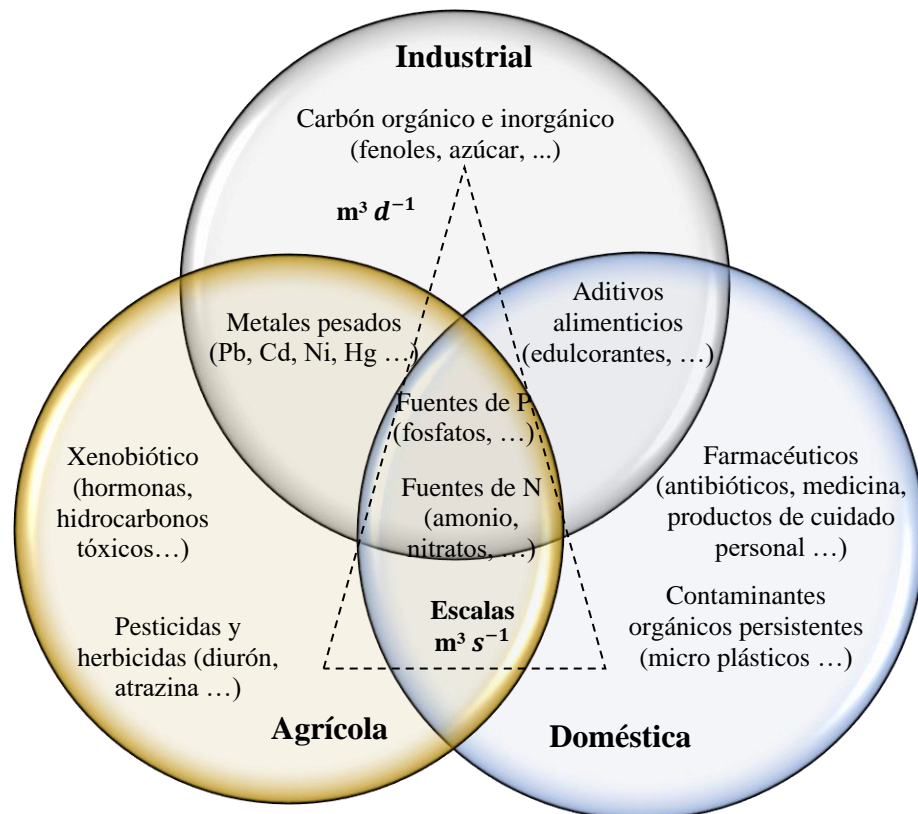 Industrial
Carbón orgánico e inorgánico
(fenoles, azúcar, ...)
m³ d⁻¹
Metales pesados
(Pb, Cd, Ni, Hg …)
Aditivos
alimenticios
(edulcorantes, …)
Fuentes de P
(fosfatos, …)
Fuentes de N
(amonio,
nitratos, …)
Xenobiótico
(hormonas,
hidrocarbonos
tóxicos…)
Farmacéuticos
(antibióticos, medicina,
productos de cuidado
personal …)
Escalas
m³ s⁻¹
Pesticidas y
herbicidas (diurón,
atrazina …)
Contaminantes
orgánicos persistentes
(micro plásticos …)
Agrícola
Doméstica